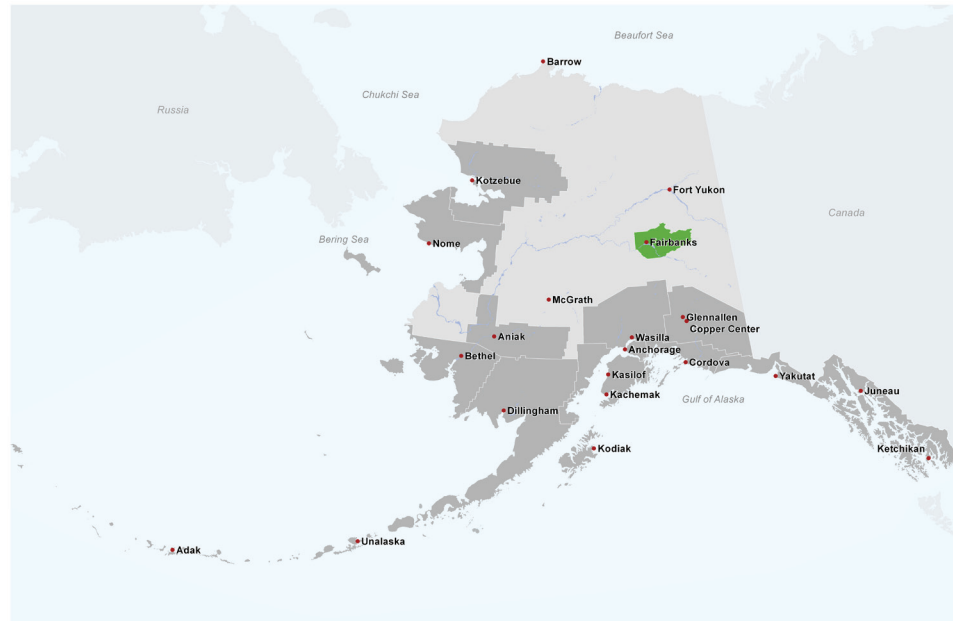 Beaufort Sea
Barrow
Chukchi Sea
Russia
Kotzebue
Fort Yukon
Canada
Bering Sea
Nome
Fairbanks
McGrath
Glennallen
Copper Center
Aniak
Wasilla
Anchorage
Bethel
Cordova
Kasilof
Yakutat
Juneau
Kachemak
Gulf of Alaska
Dillingham
Kodiak
Ketchikan
Unalaska
Adak